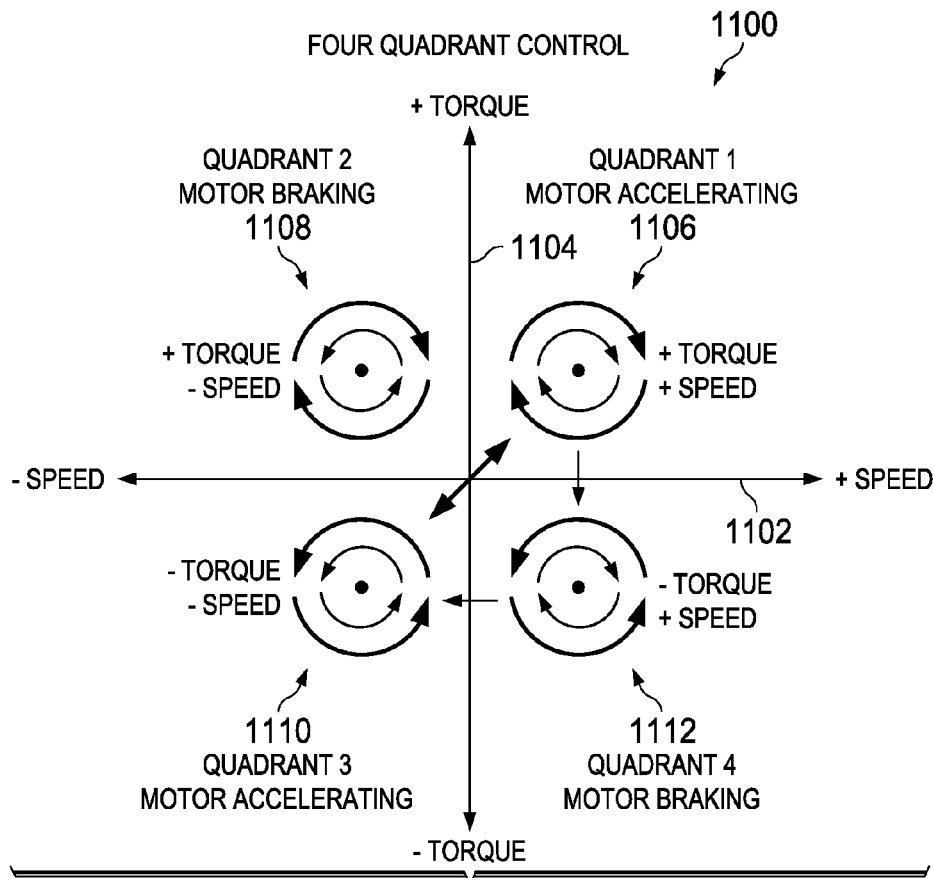 1100
FOUR QUADRANT CONTROL
+ TORQUE
QUADRANT 2
MOTOR BRAKING
1108
QUADRANT 1
MOTOR ACCELERATING
1106
1104
+ TORQUE
- SPEED
+ TORQUE
+ SPEED
- SPEED
+ SPEED
1102
- TORQUE
- SPEED
- TORQUE
+ SPEED
1110
QUADRANT 3
MOTOR ACCELERATING
1112
QUADRANT 4
MOTOR BRAKING
- TORQUE